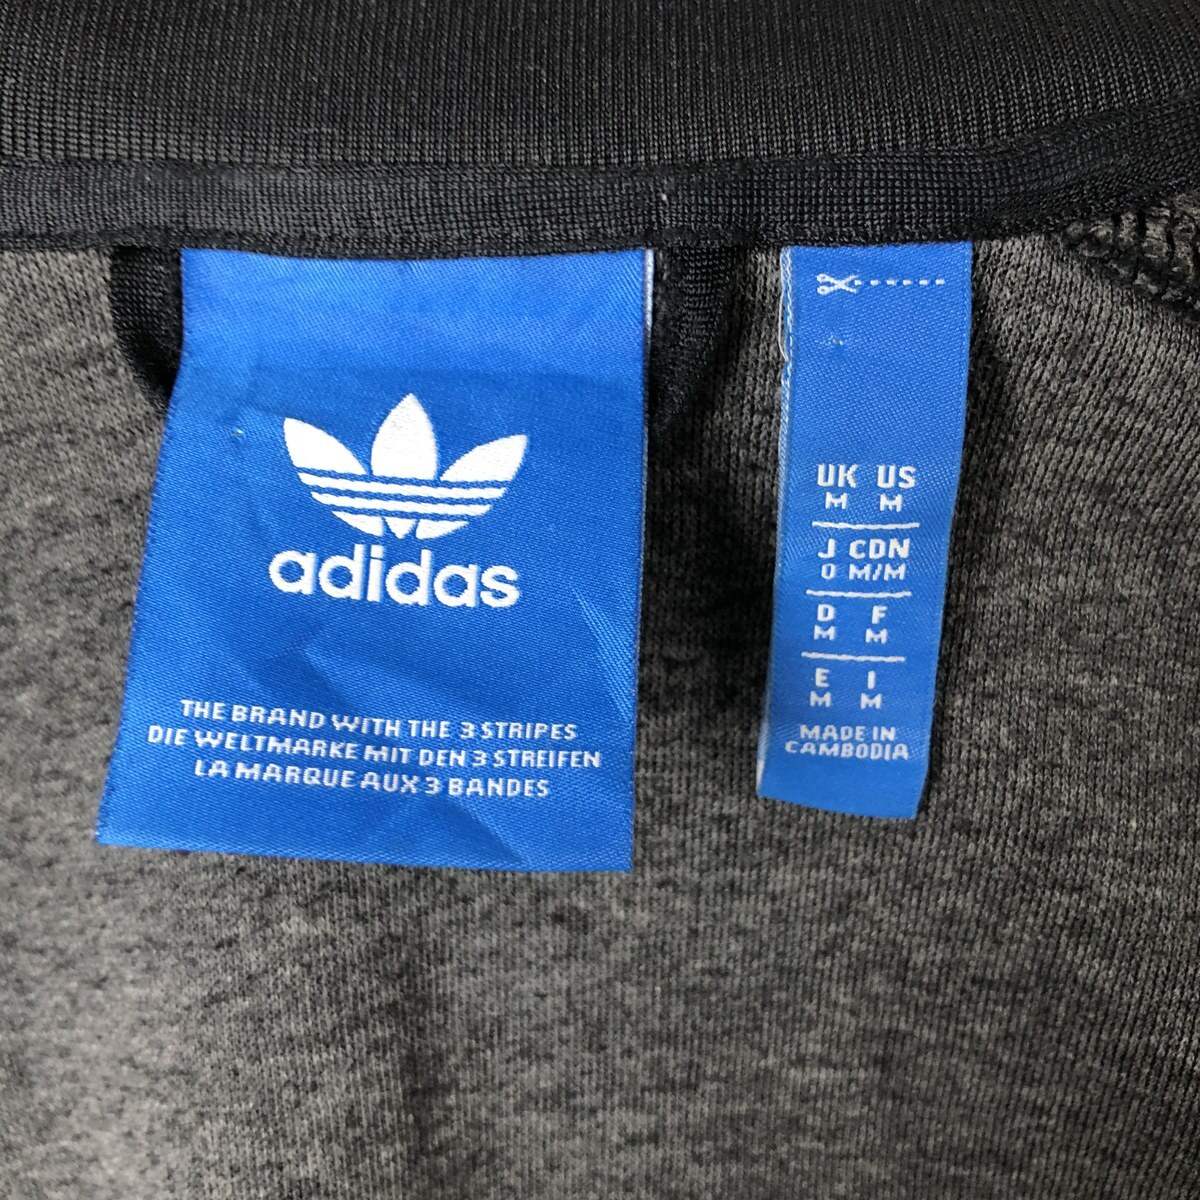 adidas
THE BRAND WITH THE 3 STRIPES
DIE WELTMARKE MIT DEN 3 STREIFEN
LA MARQUE AUX 3 BANDES
UK US
M M
J CDN
O M/M
D F
M M
E I
M M
MADE IN
CAMBODIA